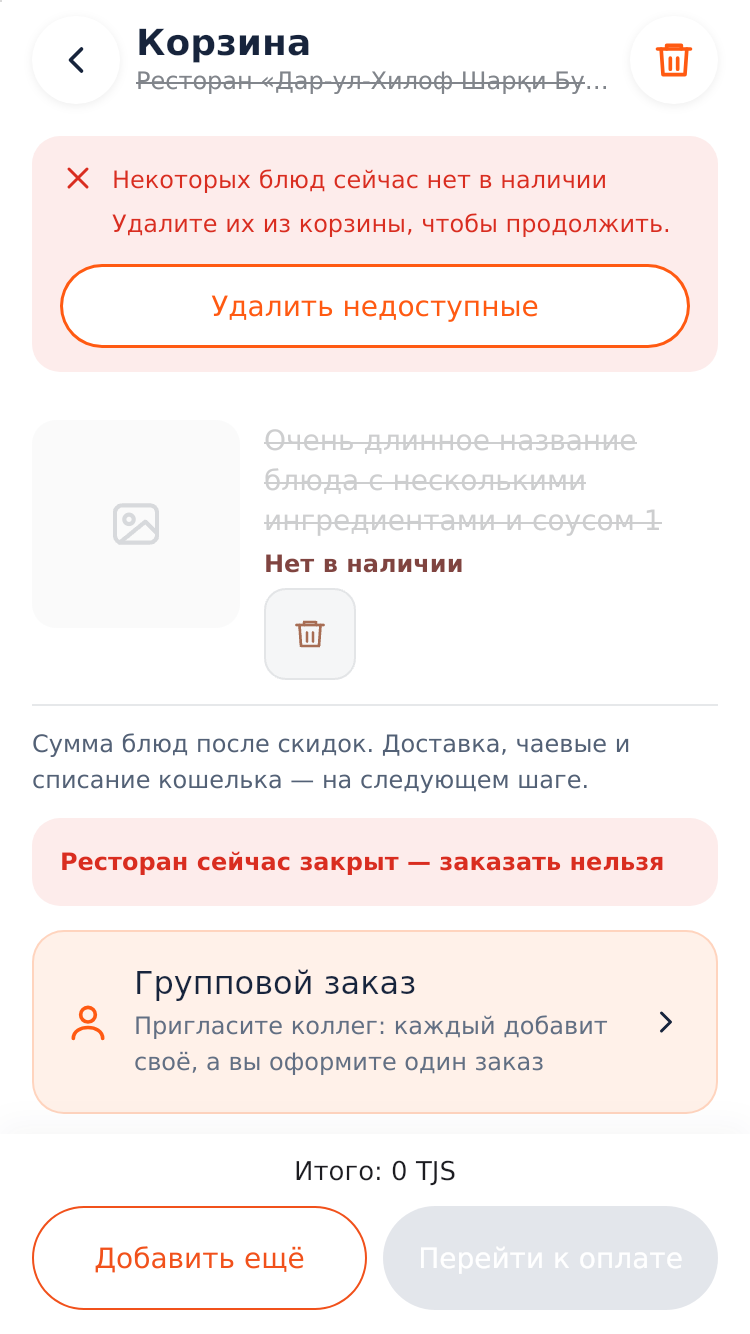 Корзина
Ресторан «Дар-ул-Хилоф Шарқи Бу...
Некоторых блюд сейчас нет в наличии
Удалите их из корзины, чтобы продолжить.
Удалить недоступные
Очень длинное название
блюда с несколькими
ингредиентами и соусом 1
Нет в наличии
Сумма блюд после скидок. Доставка, чаевые и
списание кошелька — на следующем шаге.
Ресторан сейчас закрыт — заказать нельзя
Групповой заказ
Пригласите коллег: каждый добавит
своё, а вы оформите один заказ
Итого: 0 TJS
Добавить ещё
Перейти к оплате